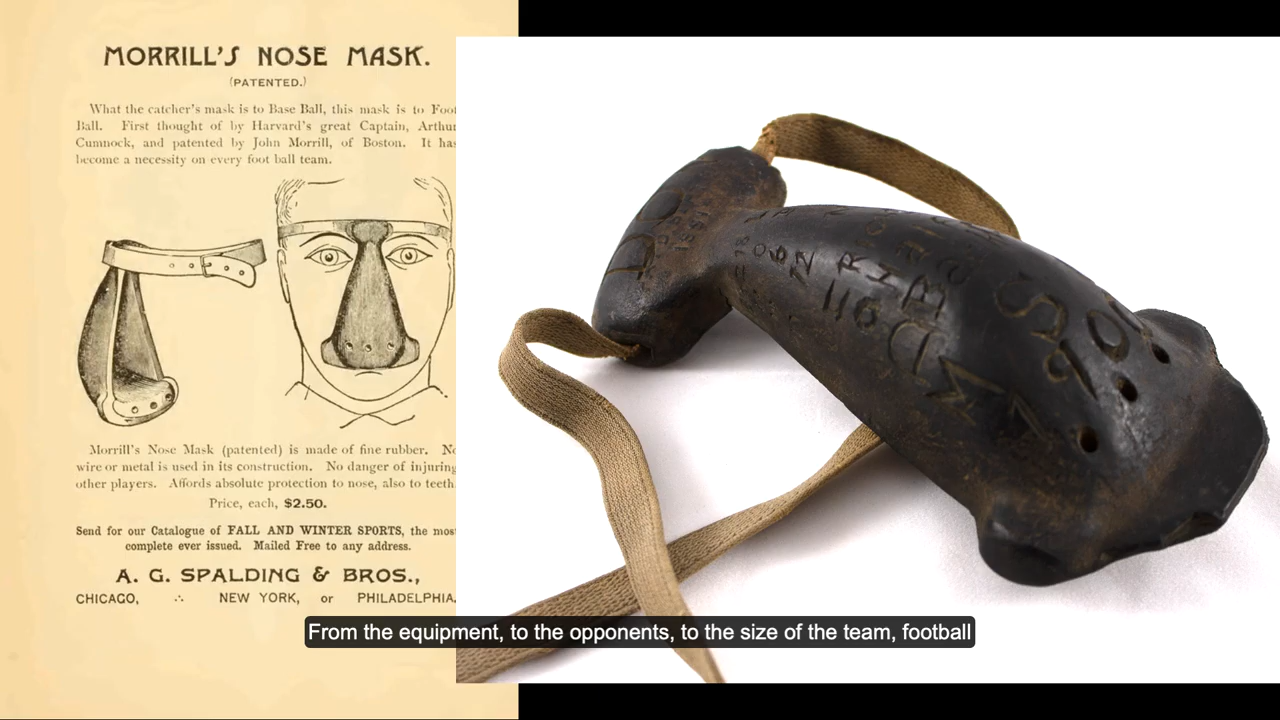 MORRILL'S NOSE MASK.
(PATENTED.)
What the catcher's mask is to Base Ball, this mask is to Foot
Ball. First thought of by Harvard's great Captain, Arthur
Cumnock, and patented by John Morrill, of Boston. It has
become a necessity on every foot ball team.
Morrill's Nose Mask (patented) is made of fine rubber. No
wire or metal is used in its construction. No danger of injuring
other players. Affords absolute protection to nose, also to teeth.
Price, each, $2.50.
Send for our Catalogue of FALL AND WINTER SPORTS, the most
complete ever issued. Mailed Free to any address.
A. G. SPALDING & BROS.,
CHICAGO, ∴ NEW YORK, or PHILADELPHIA.
From the equipment, to the opponents, to the size of the team, football